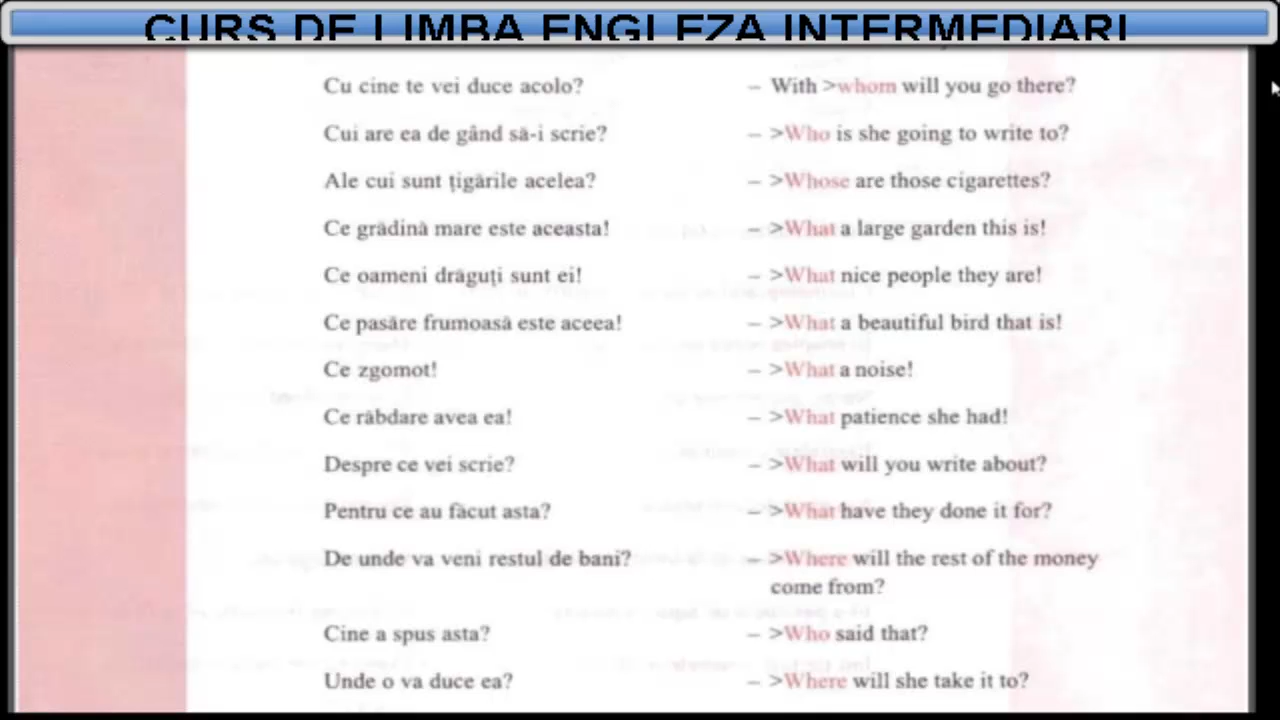 CURS DE LIMBA ENGLEZA INTERMEDIARI
Cu cine te vei duce acolo? – With >whom will you go there?
Cui are ea de gând să-i scrie? – >Who is she going to write to?
Ale cui sunt ţigările acelea? – >Whose are those cigarettes?
Ce grădină mare este aceasta! – >What a large garden this is!
Ce oameni drăguţi sunt ei! – >What nice people they are!
Ce pasăre frumoasă este aceea! – >What a beautiful bird that is!
Ce zgomot! – >What a noise!
Ce răbdare avea ea! – >What patience she had!
Despre ce vei scrie? – >What will you write about?
Pentru ce au făcut asta? – >What have they done it for?
De unde va veni restul de bani? – >Where will the rest of the money
come from?
Cine a spus asta? – >Who said that?
Unde o va duce ea? – >Where will she take it to?